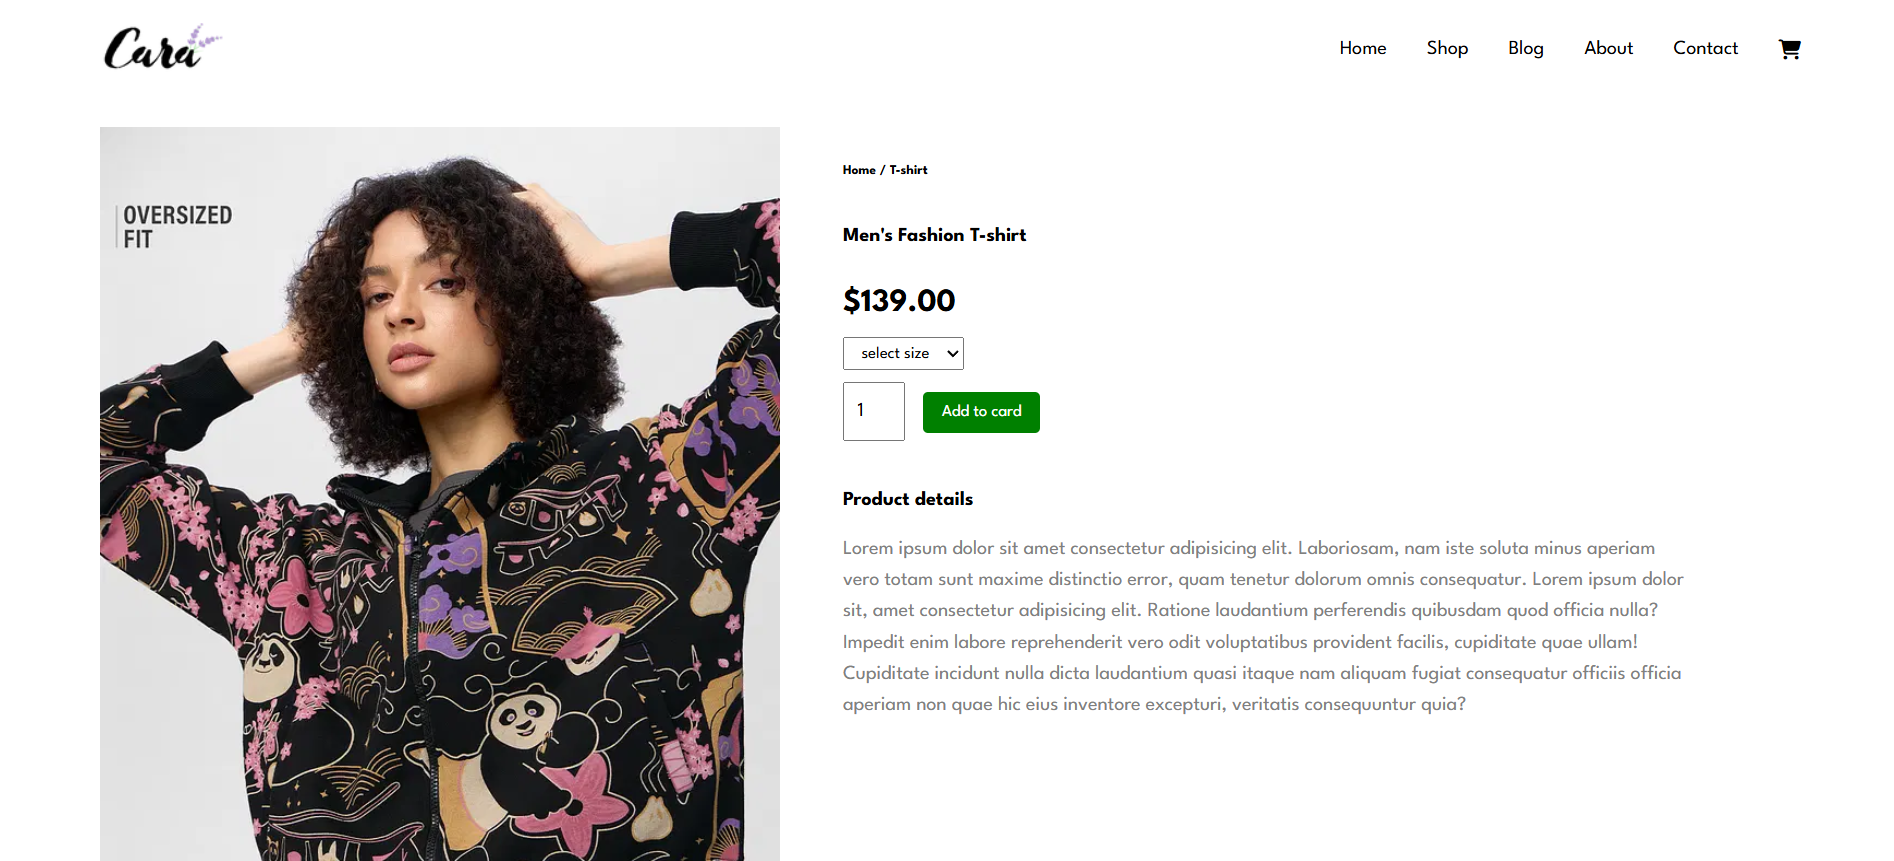 Cara
Home Shop Blog About Contact
OVERSIZED
FIT
Home / T-shirt
Men's Fashion T-shirt
$139.00
select size
1
Add to card
Product details
Lorem ipsum dolor sit amet consectetur adipisicing elit. Laboriosam, nam iste soluta minus aperiam
vero totam sunt maxime distinctio error, quam tenetur dolorum omnis consequatur. Lorem ipsum dolor
sit, amet consectetur adipisicing elit. Ratione laudantium perferendis quibusdam quod officia nulla?
Impedit enim labore reprehenderit vero odit voluptatibus provident facilis, cupiditate quae ullam!
Cupiditate incidunt nulla dicta laudantium quasi itaque nam aliquam fugiat consequatur officiis officia
aperiam non quae hic eius inventore excepturi, veritatis consequuntur quia?